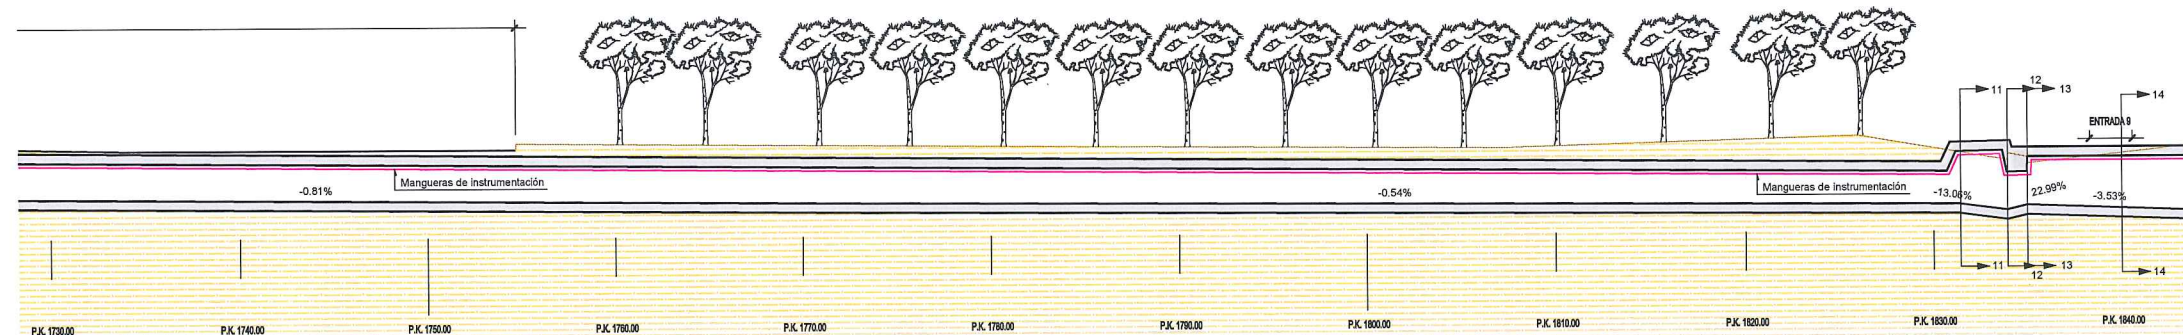 12
11
13
14
ENTRADA 9
Mangueras de instrumentación
Mangueras de instrumentación
-0.81%
-0.54%
-13.06%
22.99%
-3.53%
11
13
12
14
P.K. 1730.00
P.K. 1740.00
P.K. 1750.00
P.K. 1760.00
P.K. 1770.00
P.K. 1780.00
P.K. 1790.00
P.K. 1800.00
P.K. 1810.00
P.K. 1820.00
P.K. 1830.00
P.K. 1840.00